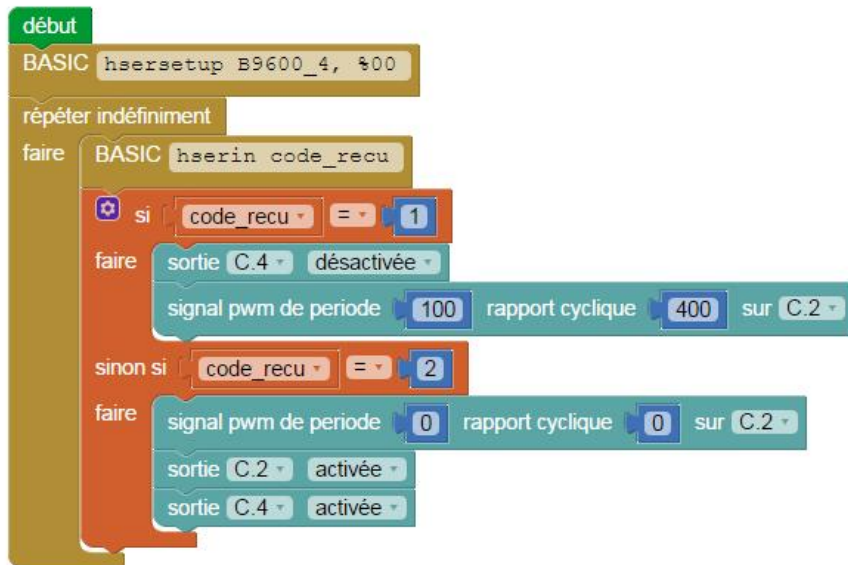 début
BASIC hsersetup B9600_4, %00
répéter indéfiniment
faire BASIC hserin code_recu
si code_recu = 1
faire sortie C.4 désactivée
signal pwm de periode 100 rapport cyclique 400 sur C.2
sinon si code_recu = 2
faire signal pwm de periode 0 rapport cyclique 0 sur C.2
sortie C.2 activée
sortie C.4 activée